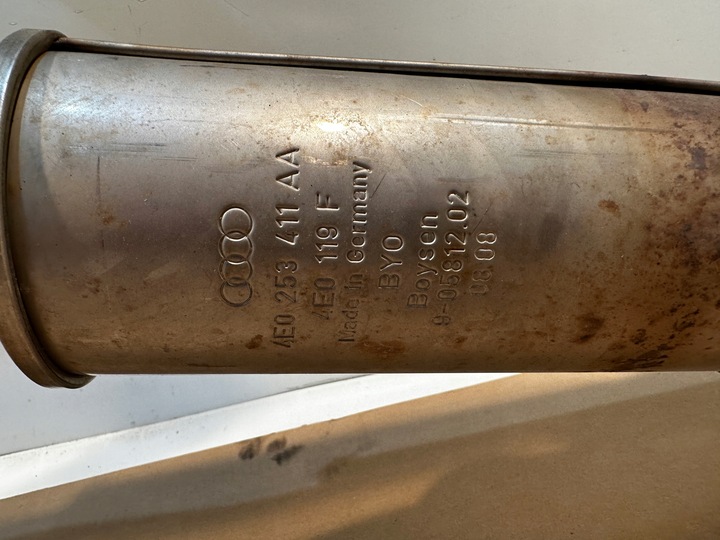 4E0 253 411 AA
4E0 119 F
Made in Germany
BYO
Boysen
9-05812.02
08.08